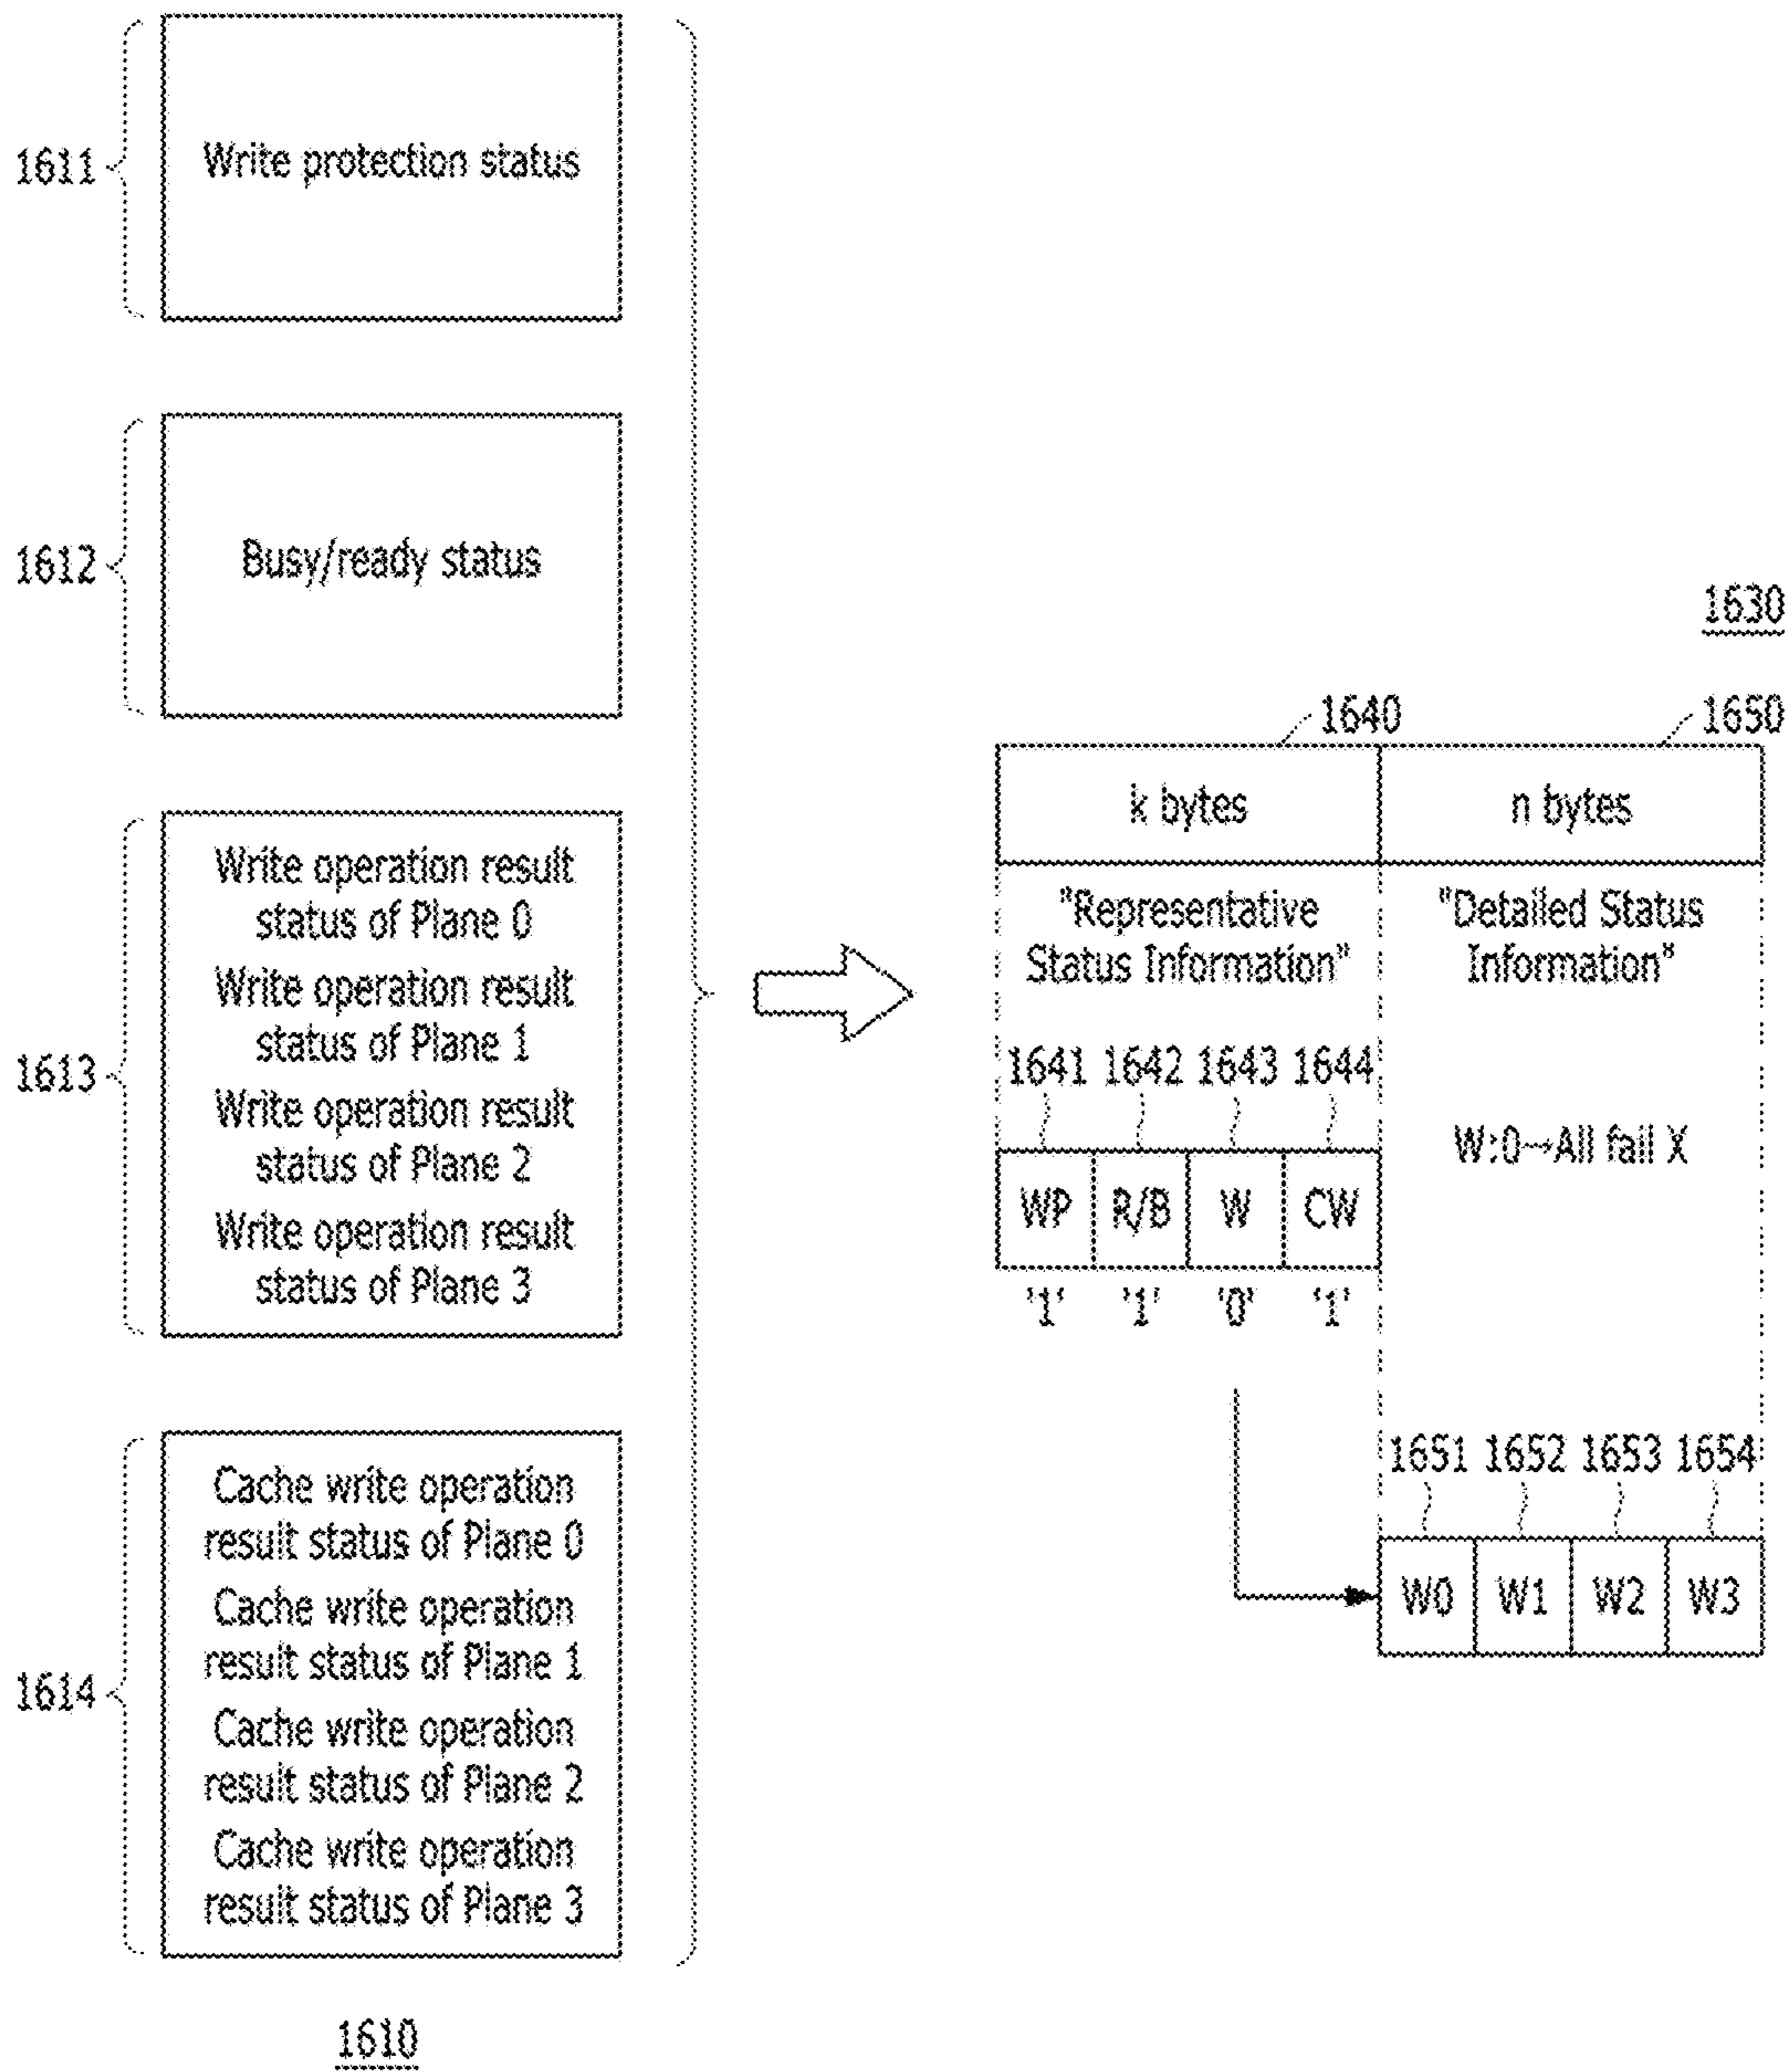 1611
Write protection status
1612
Busy/ready status
1613
Write operation result
status of Plane 0
Write operation result
status of Plane 1
Write operation result
status of Plane 2
Write operation result
status of Plane 3
1614
Cache write operation
result status of Plane 0
Cache write operation
result status of Plane 1
Cache write operation
result status of Plane 2
Cache write operation
result status of Plane 3
1610
1630
1640 1650
k bytes n bytes
"Representative
Status Information"
"Detailed Status
Information"
1641 1642 1643 1644
W:0→All fail X
WP R/B W CW
'1' '1' '0' '1'
1651 1652 1653 1654
W0 W1 W2 W3